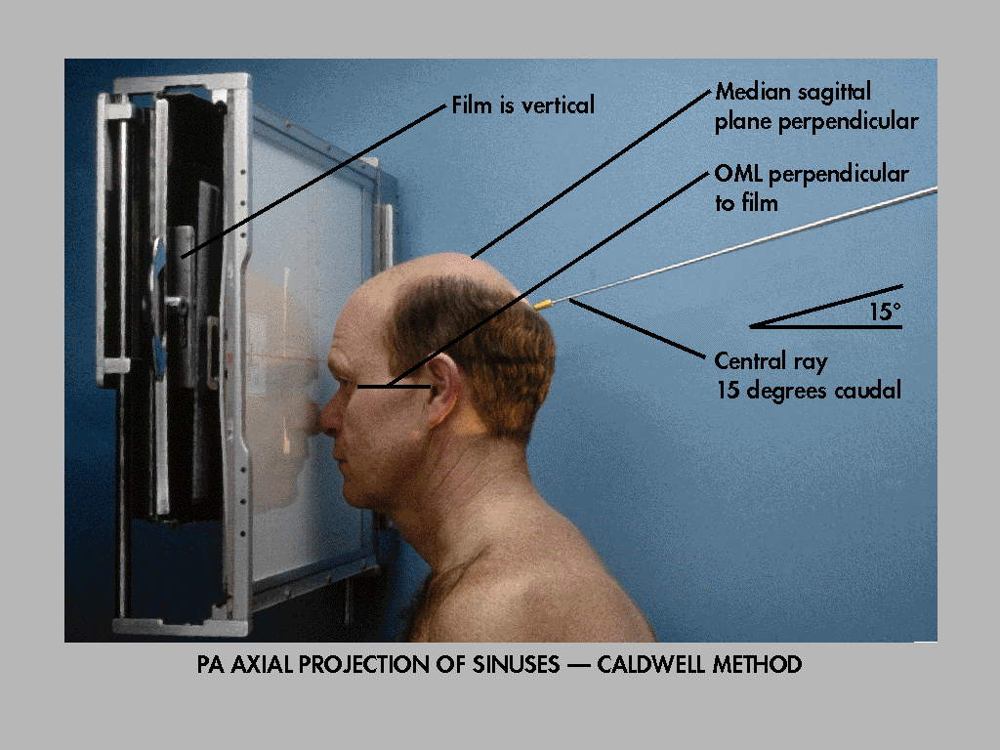 Film is vertical
Median sagittal
plane perpendicular
OML perpendicular
to film
15°
Central ray
15 degrees caudal
PA AXIAL PROJECTION OF SINUSES — CALDWELL METHOD